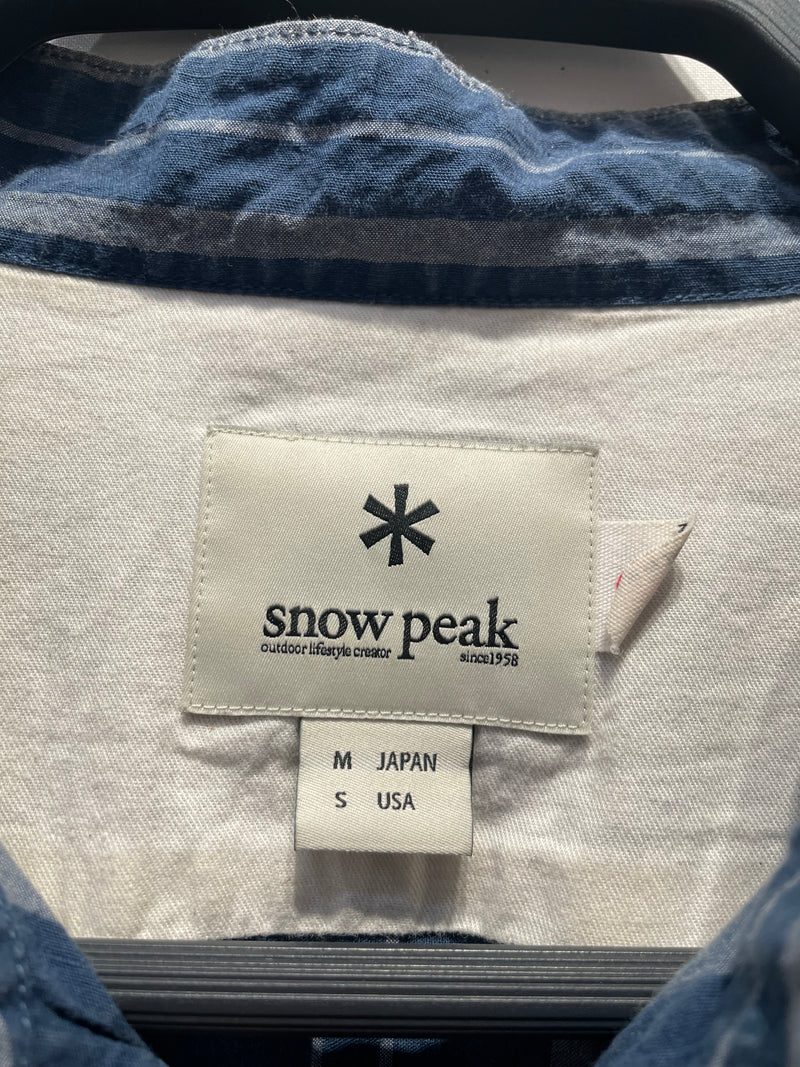 snow peak
outdoor lifestyle creator since1958
M JAPAN
S USA